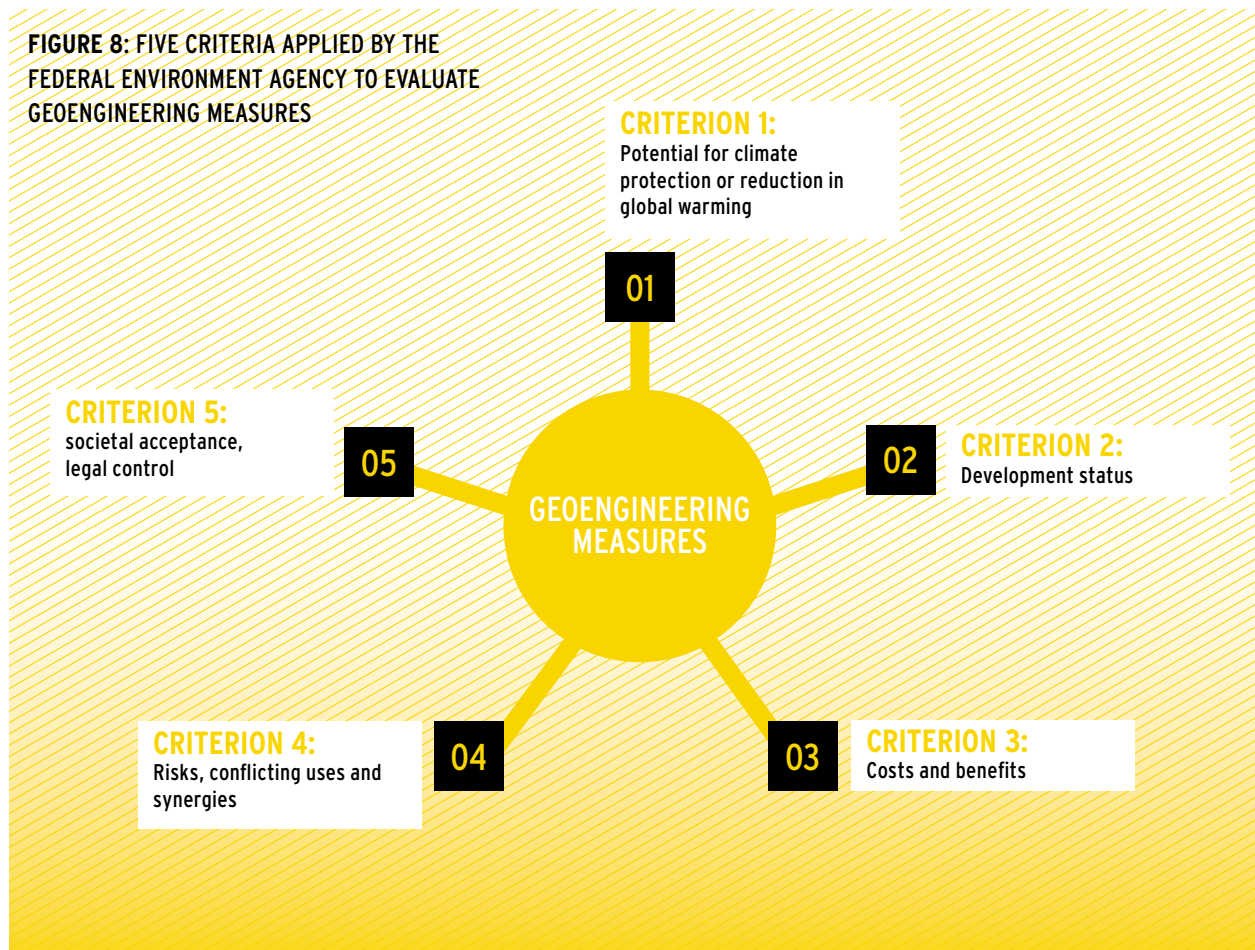 FIGURE 8: FIVE CRITERIA APPLIED BY THE
FEDERAL ENVIRONMENT AGENCY TO EVALUATE
GEOENGINEERING MEASURES
CRITERION 1:
Potential for climate
protection or reduction in
global warming
01
CRITERION 2:
Development status
02
CRITERION 3:
Costs and benefits
03
CRITERION 4:
Risks, conflicting uses and
synergies
04
CRITERION 5:
societal acceptance,
legal control
05
GEOENGINEERING
MEASURES